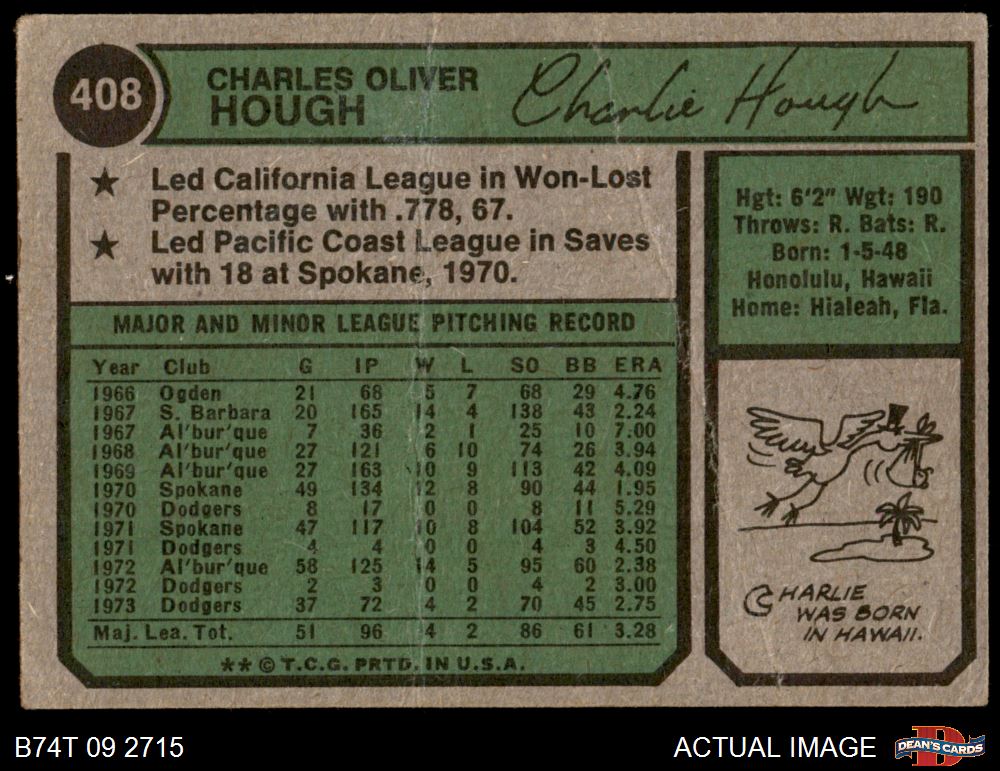 408
CHARLES OLIVER
HOUGH
Charlie Hough
★ Led California League in Won-Lost
Percentage with .778, 67.
★ Led Pacific Coast League in Saves
with 18 at Spokane, 1970.
MAJOR AND MINOR LEAGUE PITCHING RECORD
Year Club G IP W L SO BB ERA
1966 Ogden 21 68 5 7 68 29 4.76
1967 S. Barbara 20 165 14 4 138 43 2.24
1967 Al'bur'que 7 36 2 1 25 10 7.00
1968 Al'bur'que 27 121 6 10 74 26 3.94
1969 Al'bur'que 27 163 10 9 113 42 4.09
1970 Spokane 49 134 12 8 90 44 1.95
1970 Dodgers 8 17 0 0 8 11 5.29
1971 Spokane 47 117 10 8 104 52 3.92
1971 Dodgers 4 4 0 0 4 3 4.50
1972 Al'bur'que 58 125 14 5 95 60 2.38
1972 Dodgers 2 3 0 0 4 2 3.00
1973 Dodgers 37 72 4 2 70 45 2.75
Maj. Lea. Tot. 51 96 4 2 86 61 3.28
** © T.C.G. PRTD. IN U.S.A.
Hgt: 6'2" Wgt: 190
Throws: R. Bats: R.
Born: 1-5-48
Honolulu, Hawaii
Home: Hialeah, Fla.
CHARLIE
WAS BORN
IN HAWAII.
B74T 09 2715
ACTUAL IMAGE
DEAN'S CARDS